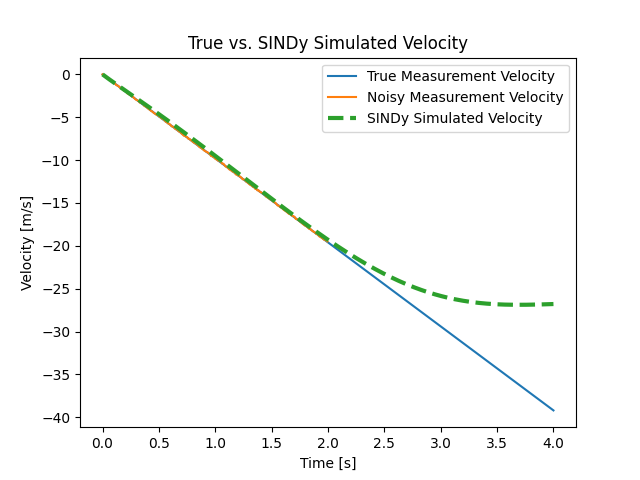 True vs. SINDy Simulated Velocity
True Measurement Velocity
Noisy Measurement Velocity
SINDy Simulated Velocity
Velocity [m/s]
0
−5
−10
−15
−20
−25
−30
−35
−40
0.0 0.5 1.0 1.5 2.0 2.5 3.0 3.5 4.0
Time [s]